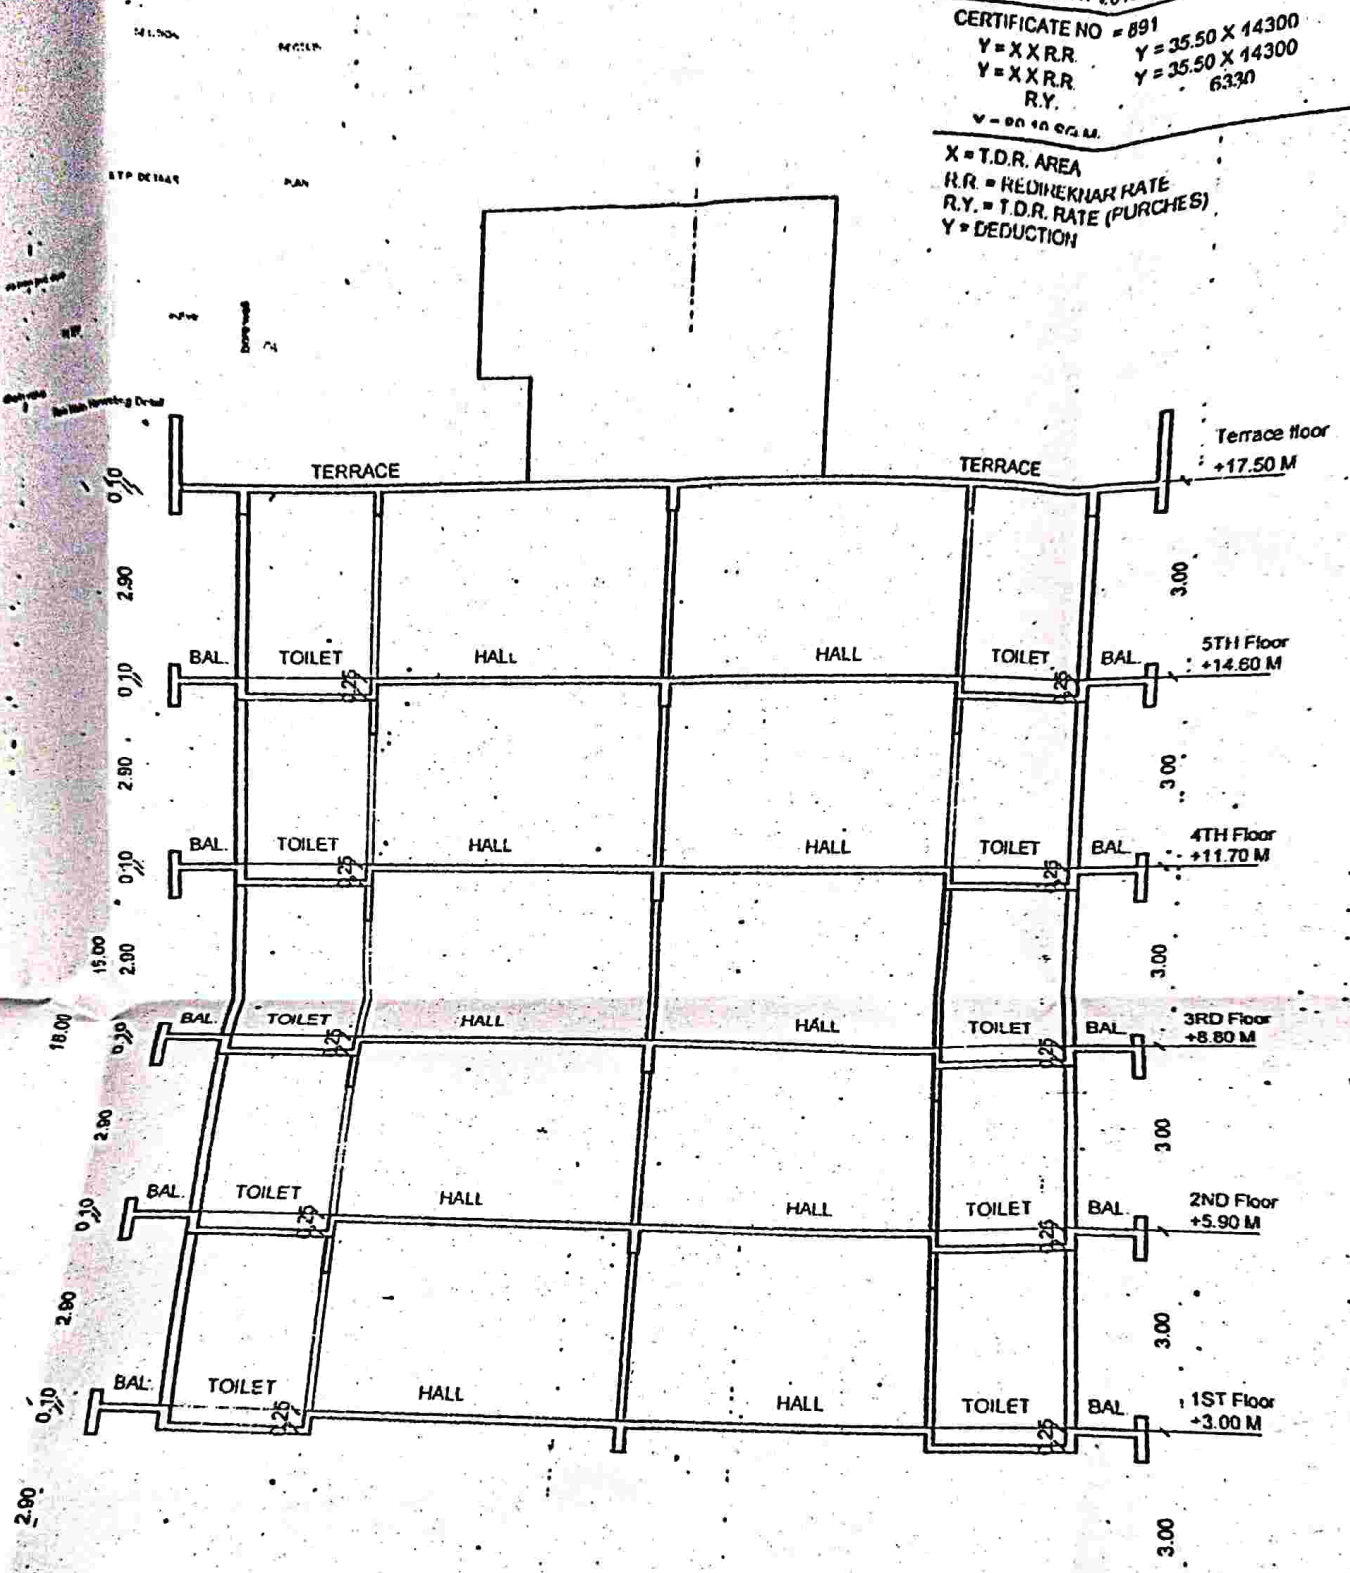 CERTIFICATE NO = 891
Y = X X R.R. Y = 35.50 X 14300
Y = X X R.R. Y = 35.50 X 14300
R.Y. 6330
Y = 80.10 SQ.M.
X = T.D.R. AREA
R.R. = REDIREKNAR RATE
R.Y. = T.D.R. RATE (PURCHES)
Y = DEDUCTION
PLAN
Terrace floor
+17.50 M
TERRACE TERRACE
0.10
2.90 3.00
5TH Floor
+14.60 M
BAL. TOILET HALL HALL TOILET BAL.
0.10 0.25 0.25
2.90 3.00
4TH Floor
+11.70 M
BAL. TOILET HALL HALL TOILET BAL.
0.10 0.25 0.25
15.00 2.90 3.00
18.00
3RD Floor
+8.80 M
BAL. TOILET HALL HALL TOILET BAL.
0.10 0.25 0.25
2.90 3.00
2ND Floor
+5.90 M
BAL. TOILET HALL HALL TOILET BAL.
0.10 0.25 0.25
2.90 3.00
1ST Floor
+3.00 M
BAL. TOILET HALL HALL TOILET BAL.
0.10 0.25 0.25
2.90 3.00